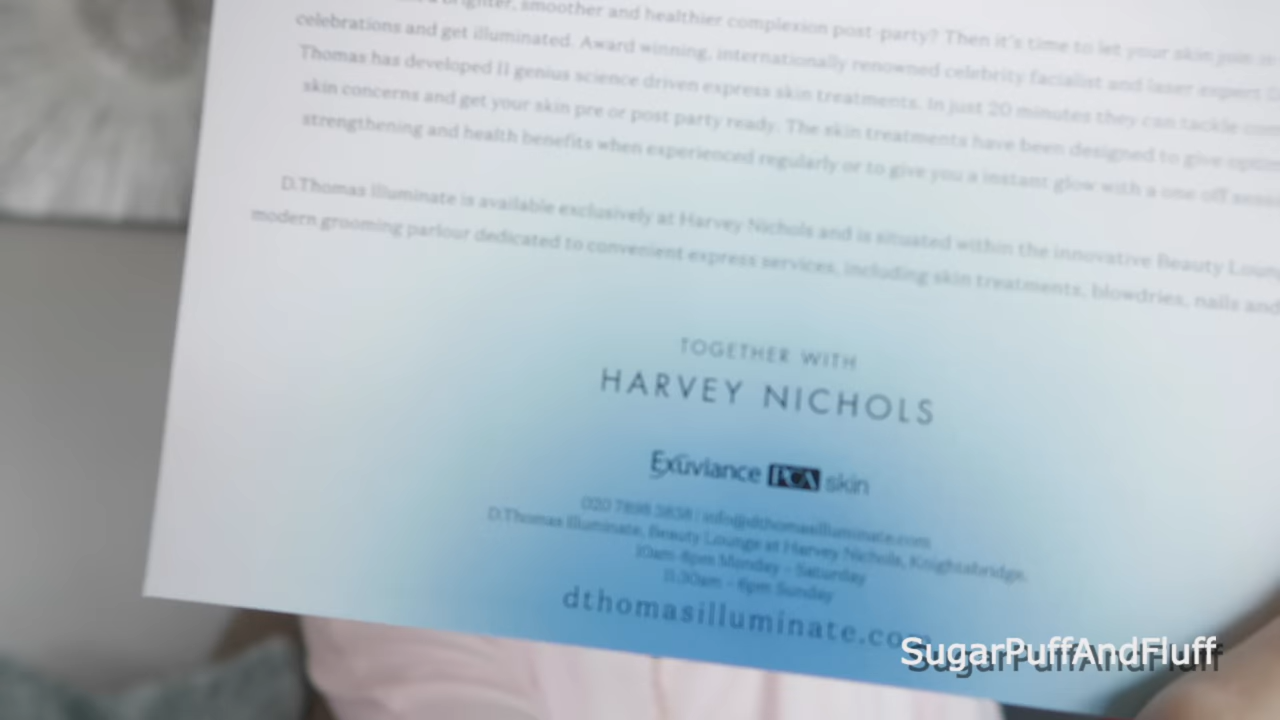 brighter, smoother and healthier complexion post-party? Then it's time to let your skin join in
celebrations and get illuminated. Award winning, internationally renowned celebrity facialist and laser expert
Thomas has developed 11 genius science driven express skin treatments. In just 20 minutes they can tackle
skin concerns and get your skin pre or post party ready. The skin treatments have been designed to give
strengthening and health benefits when experienced regularly or to give you a instant glow with a one off
D.Thomas Illuminate is available exclusively at Harvey Nichols and is situated within the innovative Beauty
modern grooming parlour dedicated to convenient express services, including skin treatments, blowdries, nails and
TOGETHER WITH
HARVEY NICHOLS
Exuviance PCA skin
info@dthomasilluminate.com
D.Thomas Illuminate, Beauty Lounge at Harvey Nichols, Knightsbridge.
10am-8pm Monday - Saturday
11.30am - 6pm Sunday
dthomasilluminate.com
SugarPuffAndFluff